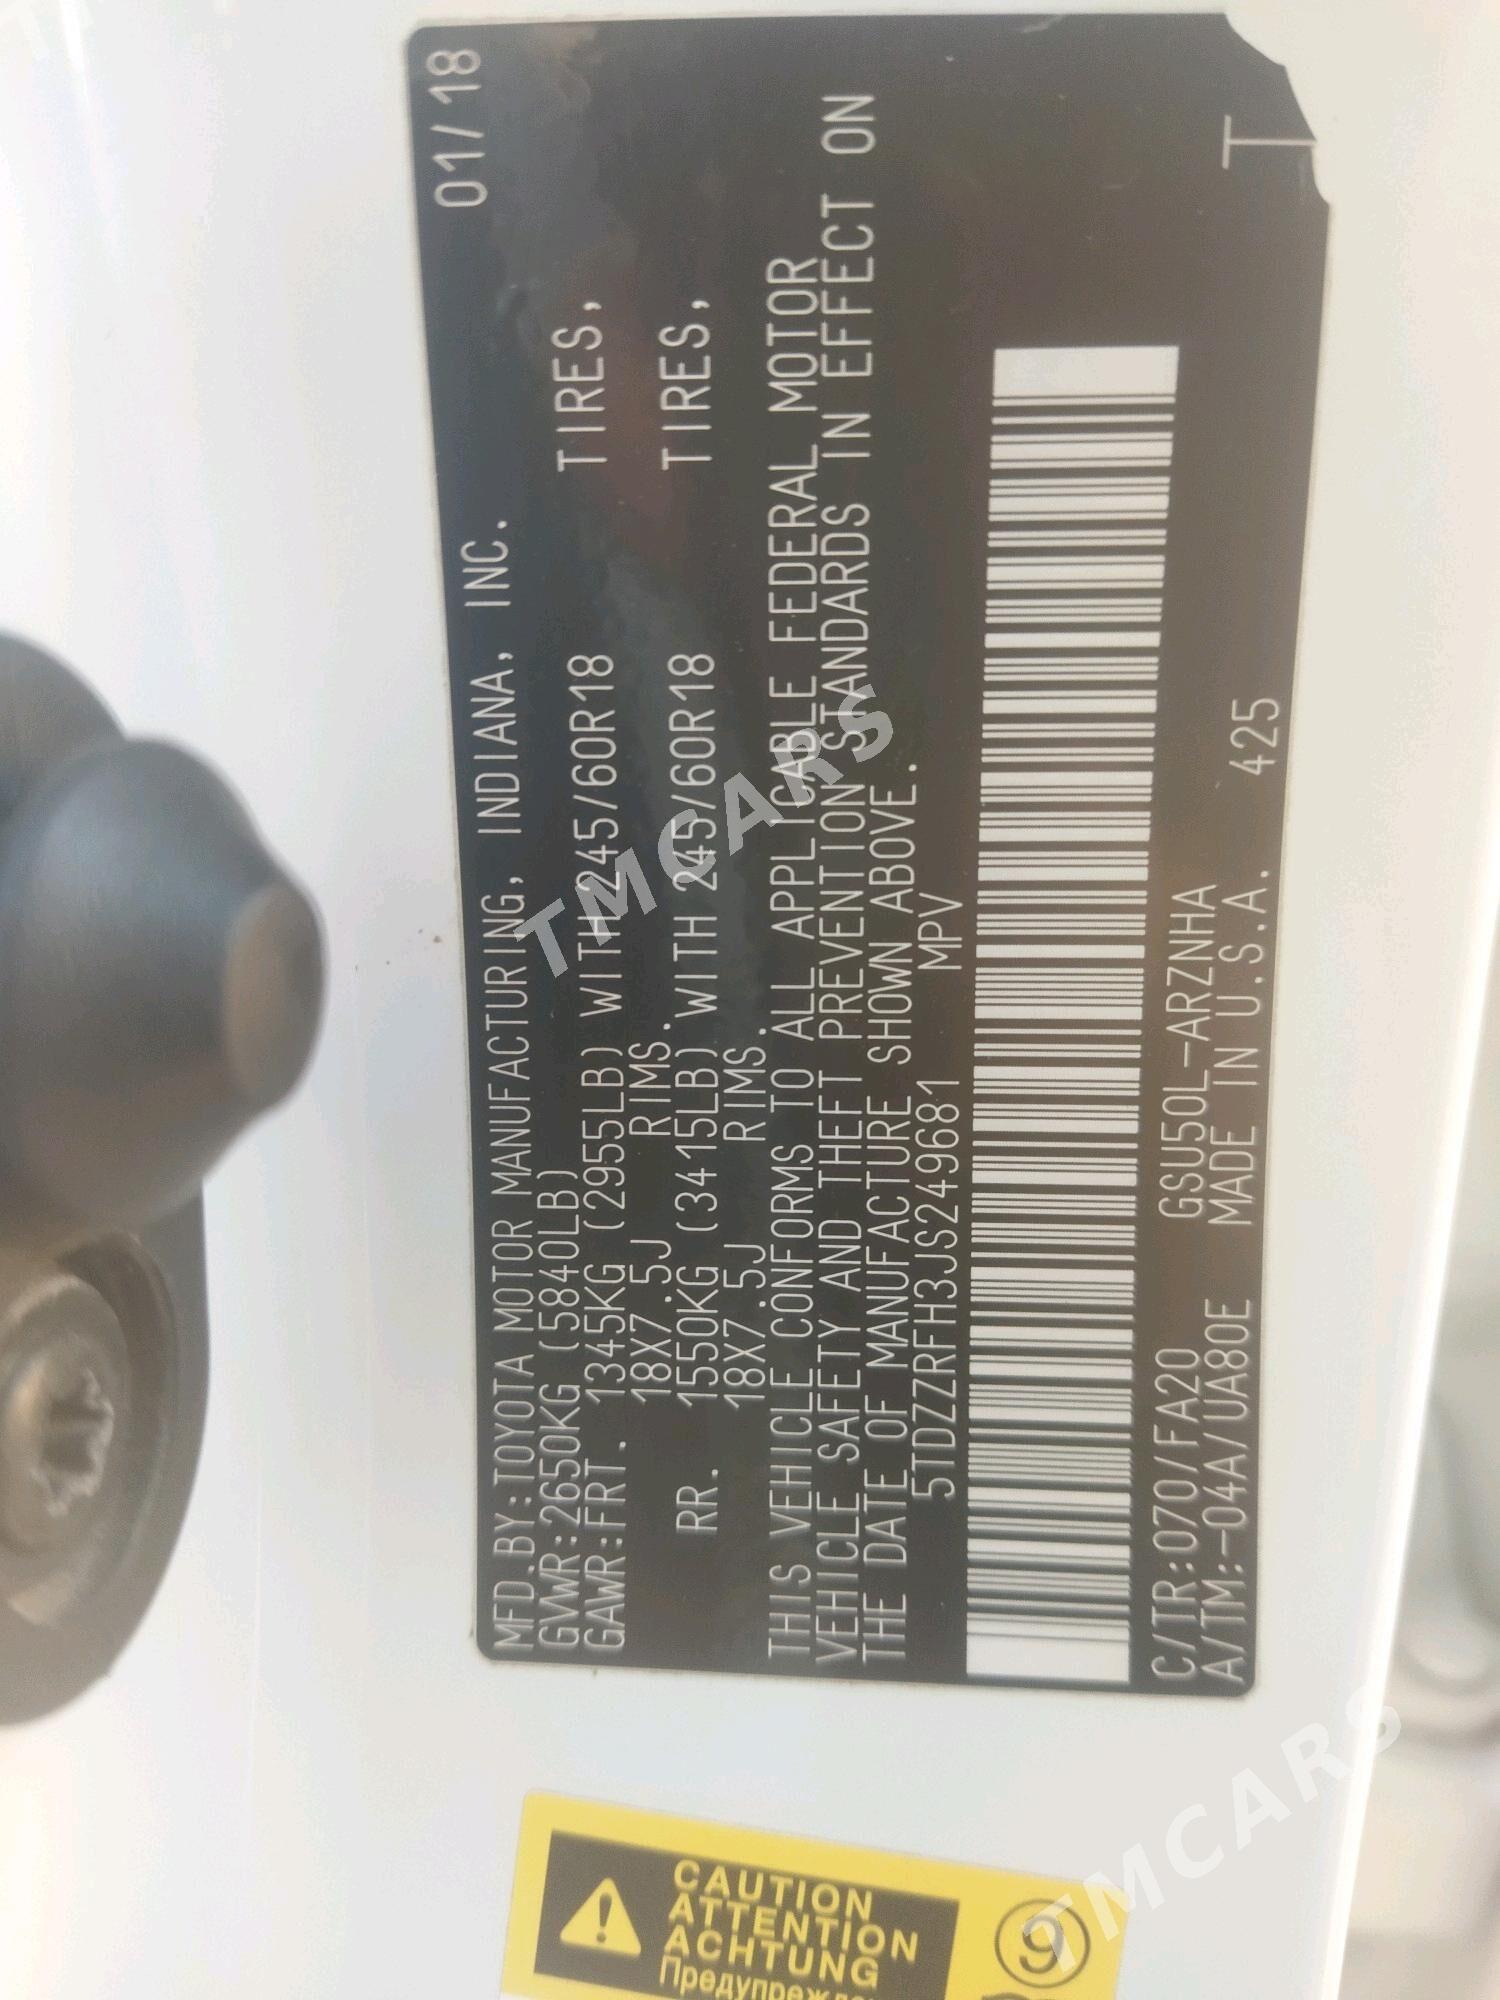 MFD.BY:TOYOTA MOTOR MANUFACTURING, INDIANA, INC. 01/18
GVWR:2650KG (5840LB)
GAWR:FRT. 1345KG (2955LB) WITH 245/60R18 TIRES,
18X7.5J RIMS.
RR. 1550KG (3415LB) WITH 245/60R18 TIRES,
18X7.5J RIMS.
THIS VEHICLE CONFORMS TO ALL APPLICABLE FEDERAL MOTOR
VEHICLE SAFETY AND THEFT PREVENTION STANDARDS IN EFFECT ON
THE DATE OF MANUFACTURE SHOWN ABOVE.
5TDZZRFH3JS249681 MPV
C/TR:070/FA20 GSU50L-ARZNHA
A/TM:-04A/UA80E MADE IN U.S.A. 425
T
CAUTION
ATTENTION
ACHTUNG
9
TMCARS
TMCARS